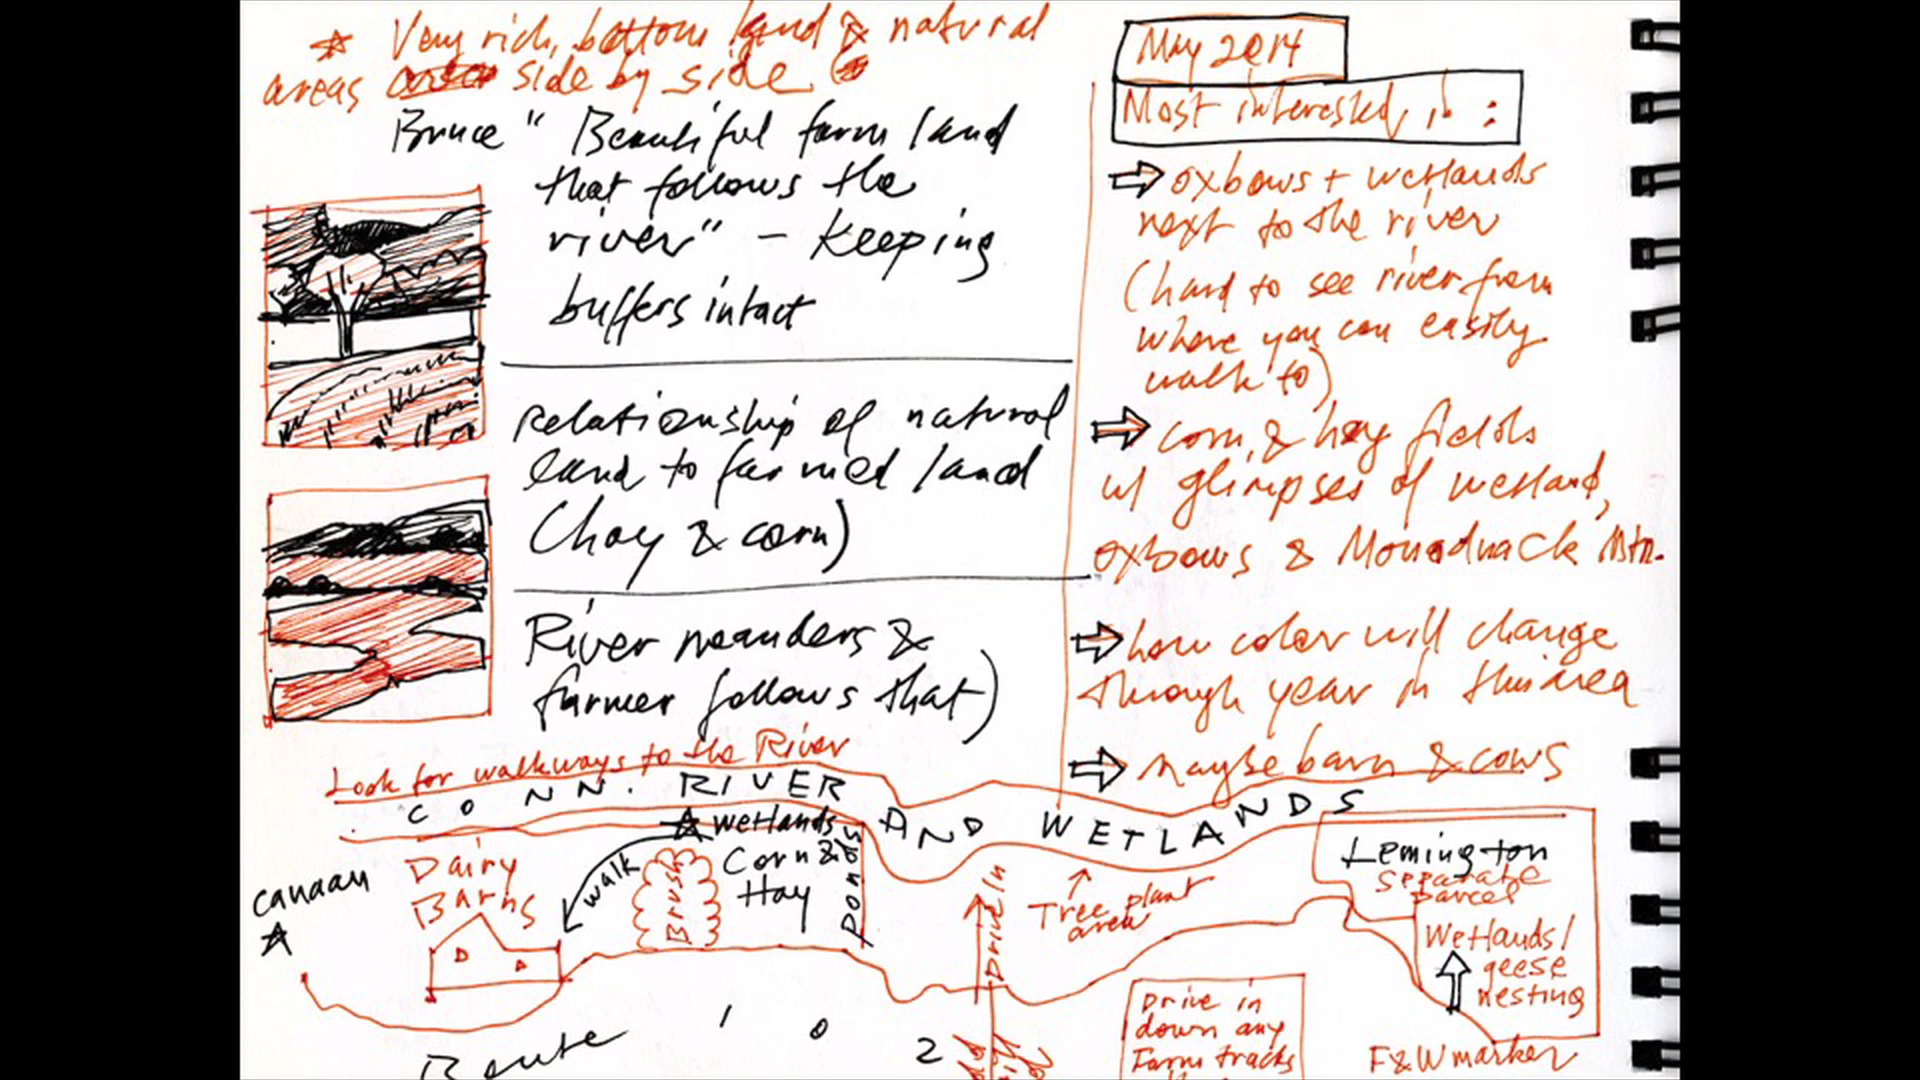 ☆ Very rich, bottom land & natural
areas side by side
Bruce " Beautiful farm land
that follows the
river" - keeping
buffers intact
relationship of natural
land to farmed land
(hay & corn)
River meanders &
farmer follows that)
May 2014
Most interested in :
⇒ oxbows + wetlands
next to the river
(hard to see river from
where you can easily
walk to)
⇒ corn & hay fields
w/ glimpses of wetland,
oxbows & Monadnack Mtn.
⇒ how color will change
through year in this area
⇒ maybe barn & cows
Look for walkways to the River
CONN. RIVER AND WETLANDS
canaan
Dairy
Barns
walk
Brush
☆ wetlands
Corn &
Hay
ponds
Drive In
Tree plant
area
Lemington
separate
parcel
Wetlands/
geese
nesting
F&W marker
Drive in
down any
Farm tracks
Route 102